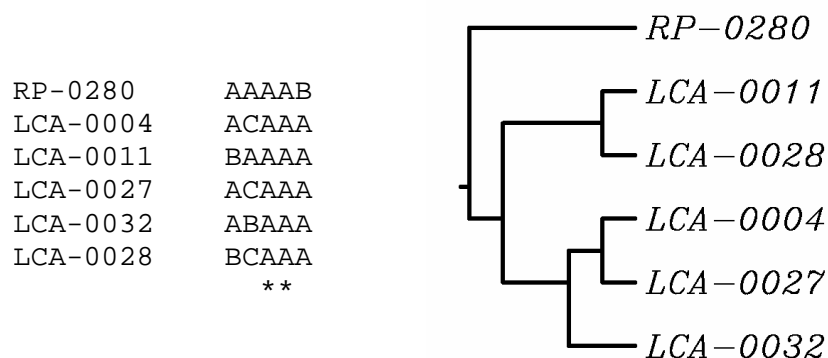 RP-0280 AAAAB
LCA-0004 ACAAA
LCA-0011 BAAAA
LCA-0027 ACAAA
LCA-0032 ABAAA
LCA-0028 BCAAA
**
RP-0280
LCA-0011
LCA-0028
LCA-0004
LCA-0027
LCA-0032